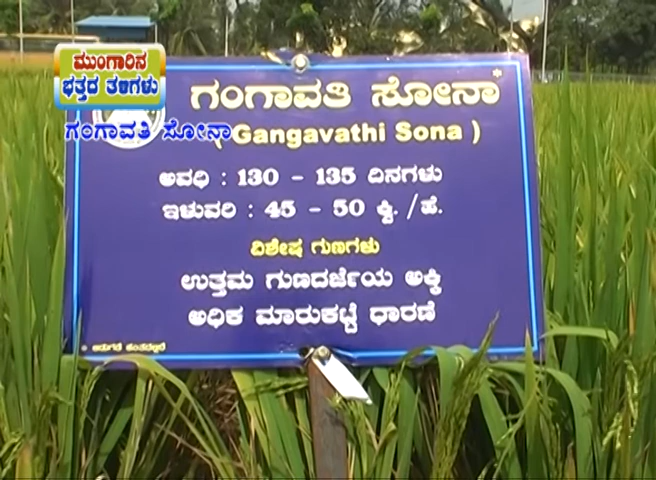 ಮುಂಗಾರಿನ
ಭತ್ತದ ತಳಿಗಳು
ಗಂಗಾವತಿ ಸೋನಾ
ಗಂಗಾವತಿ ಸೋನಾ*
(Gangavathi Sona )
ಅವಧಿ : 130 - 135 ದಿನಗಳು
ಇಳುವರಿ : 45 - 50 ಕ್ವಿ. /ಹೆ.
ವಿಶೇಷ ಗುಣಗಳು
ಉತ್ತಮ ಗುಣದರ್ಜೆಯ ಅಕ್ಕಿ
ಅಧಿಕ ಮಾರುಕಟ್ಟೆ ಧಾರಣೆ